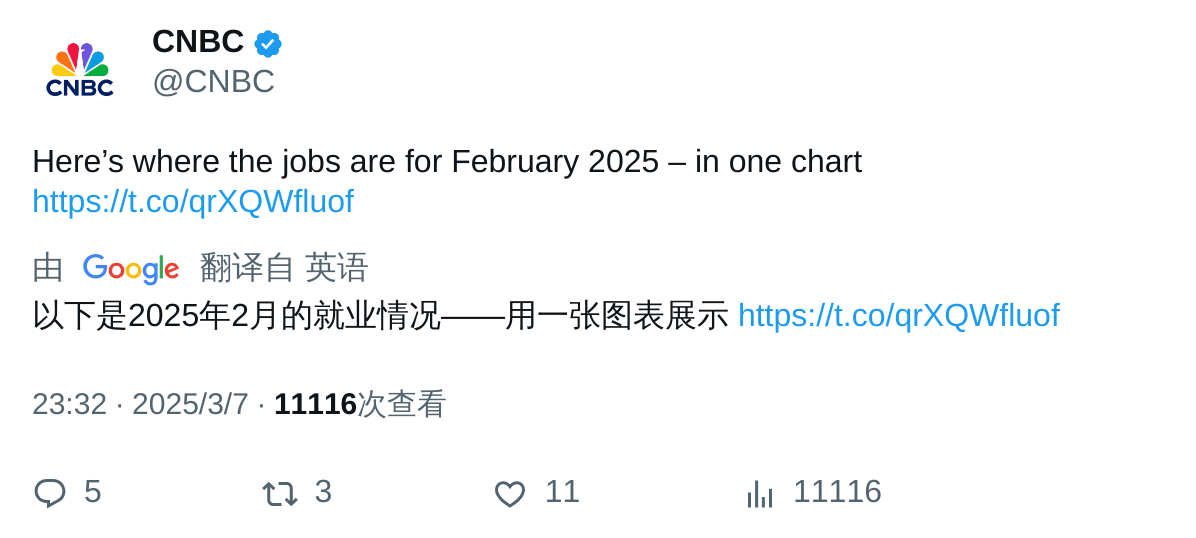 CNBC
CNBC
@CNBC
Here’s where the jobs are for February 2025 – in one chart
https://t.co/qrXQWfluof
由 Google 翻译自 英语
以下是2025年2月的就业情况——用一张图表展示 https://t.co/qrXQWfluof
23:32 · 2025/3/7 · 11116次查看
5 3 11 11116